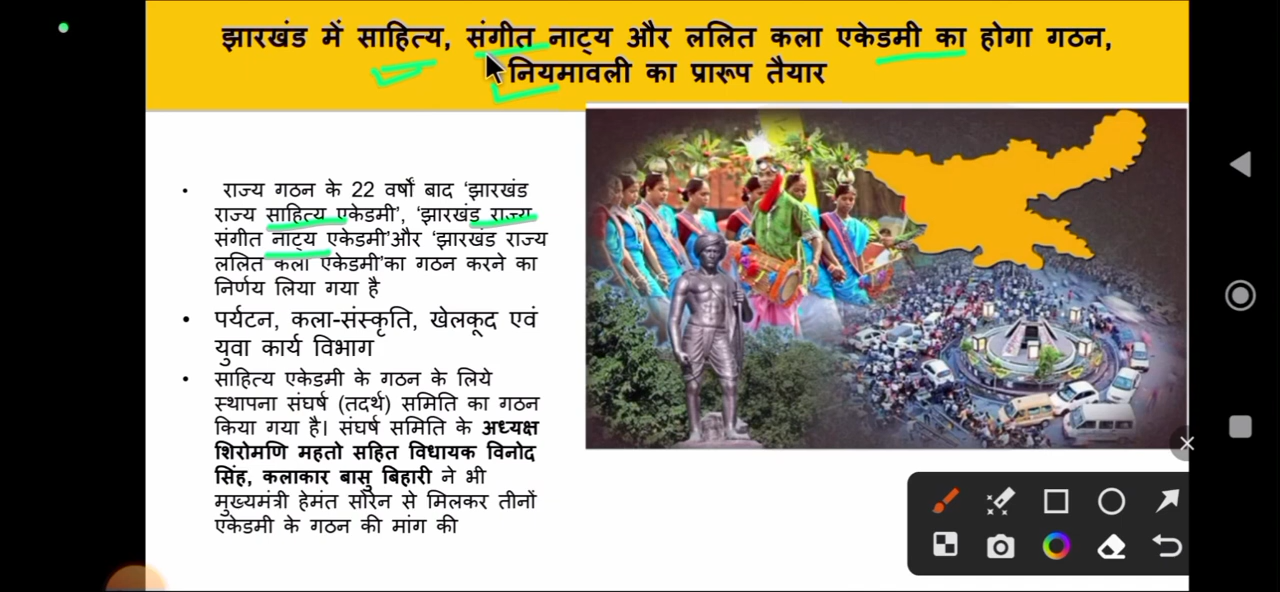 झारखंड में साहित्य, संगीत नाट्य और ललित कला एकेडमी का होगा गठन,
नियमावली का प्रारूप तैयार
• राज्य गठन के 22 वर्षों बाद ‘झारखंड
राज्य साहित्य एकेडमी’, ‘झारखंड राज्य
संगीत नाट्य एकेडमी’और ‘झारखंड राज्य
ललित कला एकेडमी’का गठन करने का
निर्णय लिया गया है
• पर्यटन, कला-संस्कृति, खेलकूद एवं
युवा कार्य विभाग
• साहित्य एकेडमी के गठन के लिये
स्थापना संघर्ष (तदर्थ) समिति का गठन
किया गया है। संघर्ष समिति के अध्यक्ष
शिरोमणि महतो सहित विधायक विनोद
सिंह, कलाकार बासु बिहारी ने भी
मुख्यमंत्री हेमंत सोरेन से मिलकर तीनों
एकेडमी के गठन की मांग की